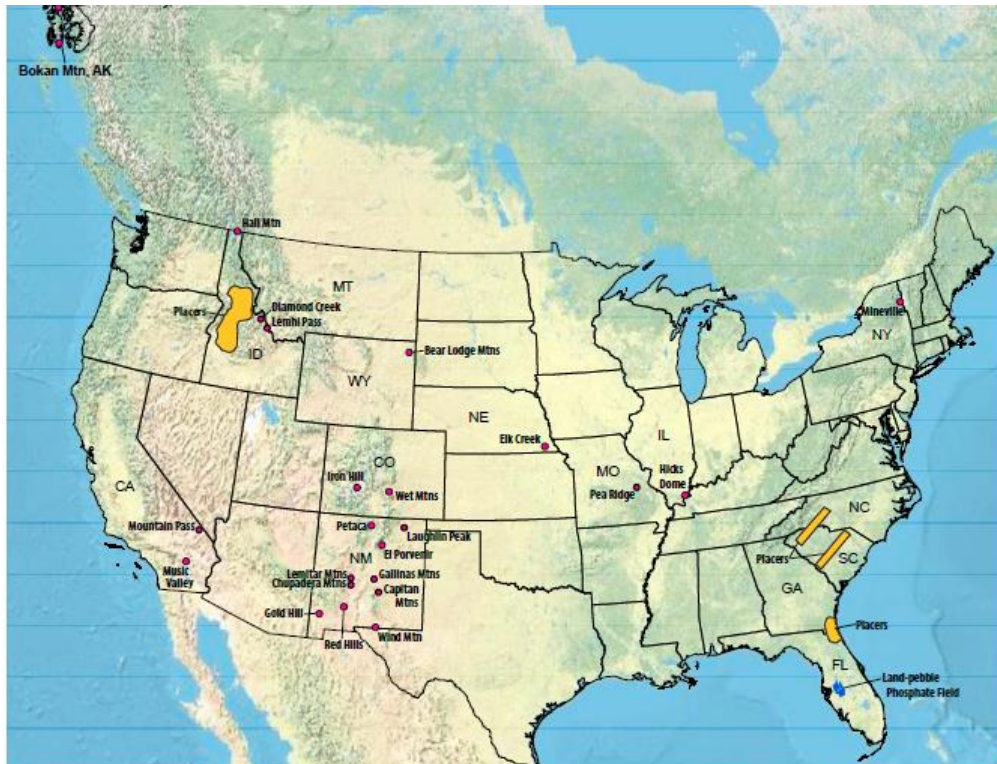 Bokan Mtn, AK
Hall Mtn
MT
Placers
Diamond Creek
Lemhi Pass
ID
Mineville
NY
Bear Lodge Mtns
WY
NE
Elk Creek
IL
CO
MO
Hicks
Dome
Iron Hill
Wet Mtns
Pea Ridge
CA
NC
Mountain Pass
Petaca
Laughlin Peak
El Porvenir
NM
Placers
SC
Music
Valley
Lemitar Mtns
Chupadera Mtns
Gallinas Mtns
Capitan
Mtns
GA
Gold Hill
Red Hills
Wind Mtn
Placers
FL
Land-pebble
Phosphate Field